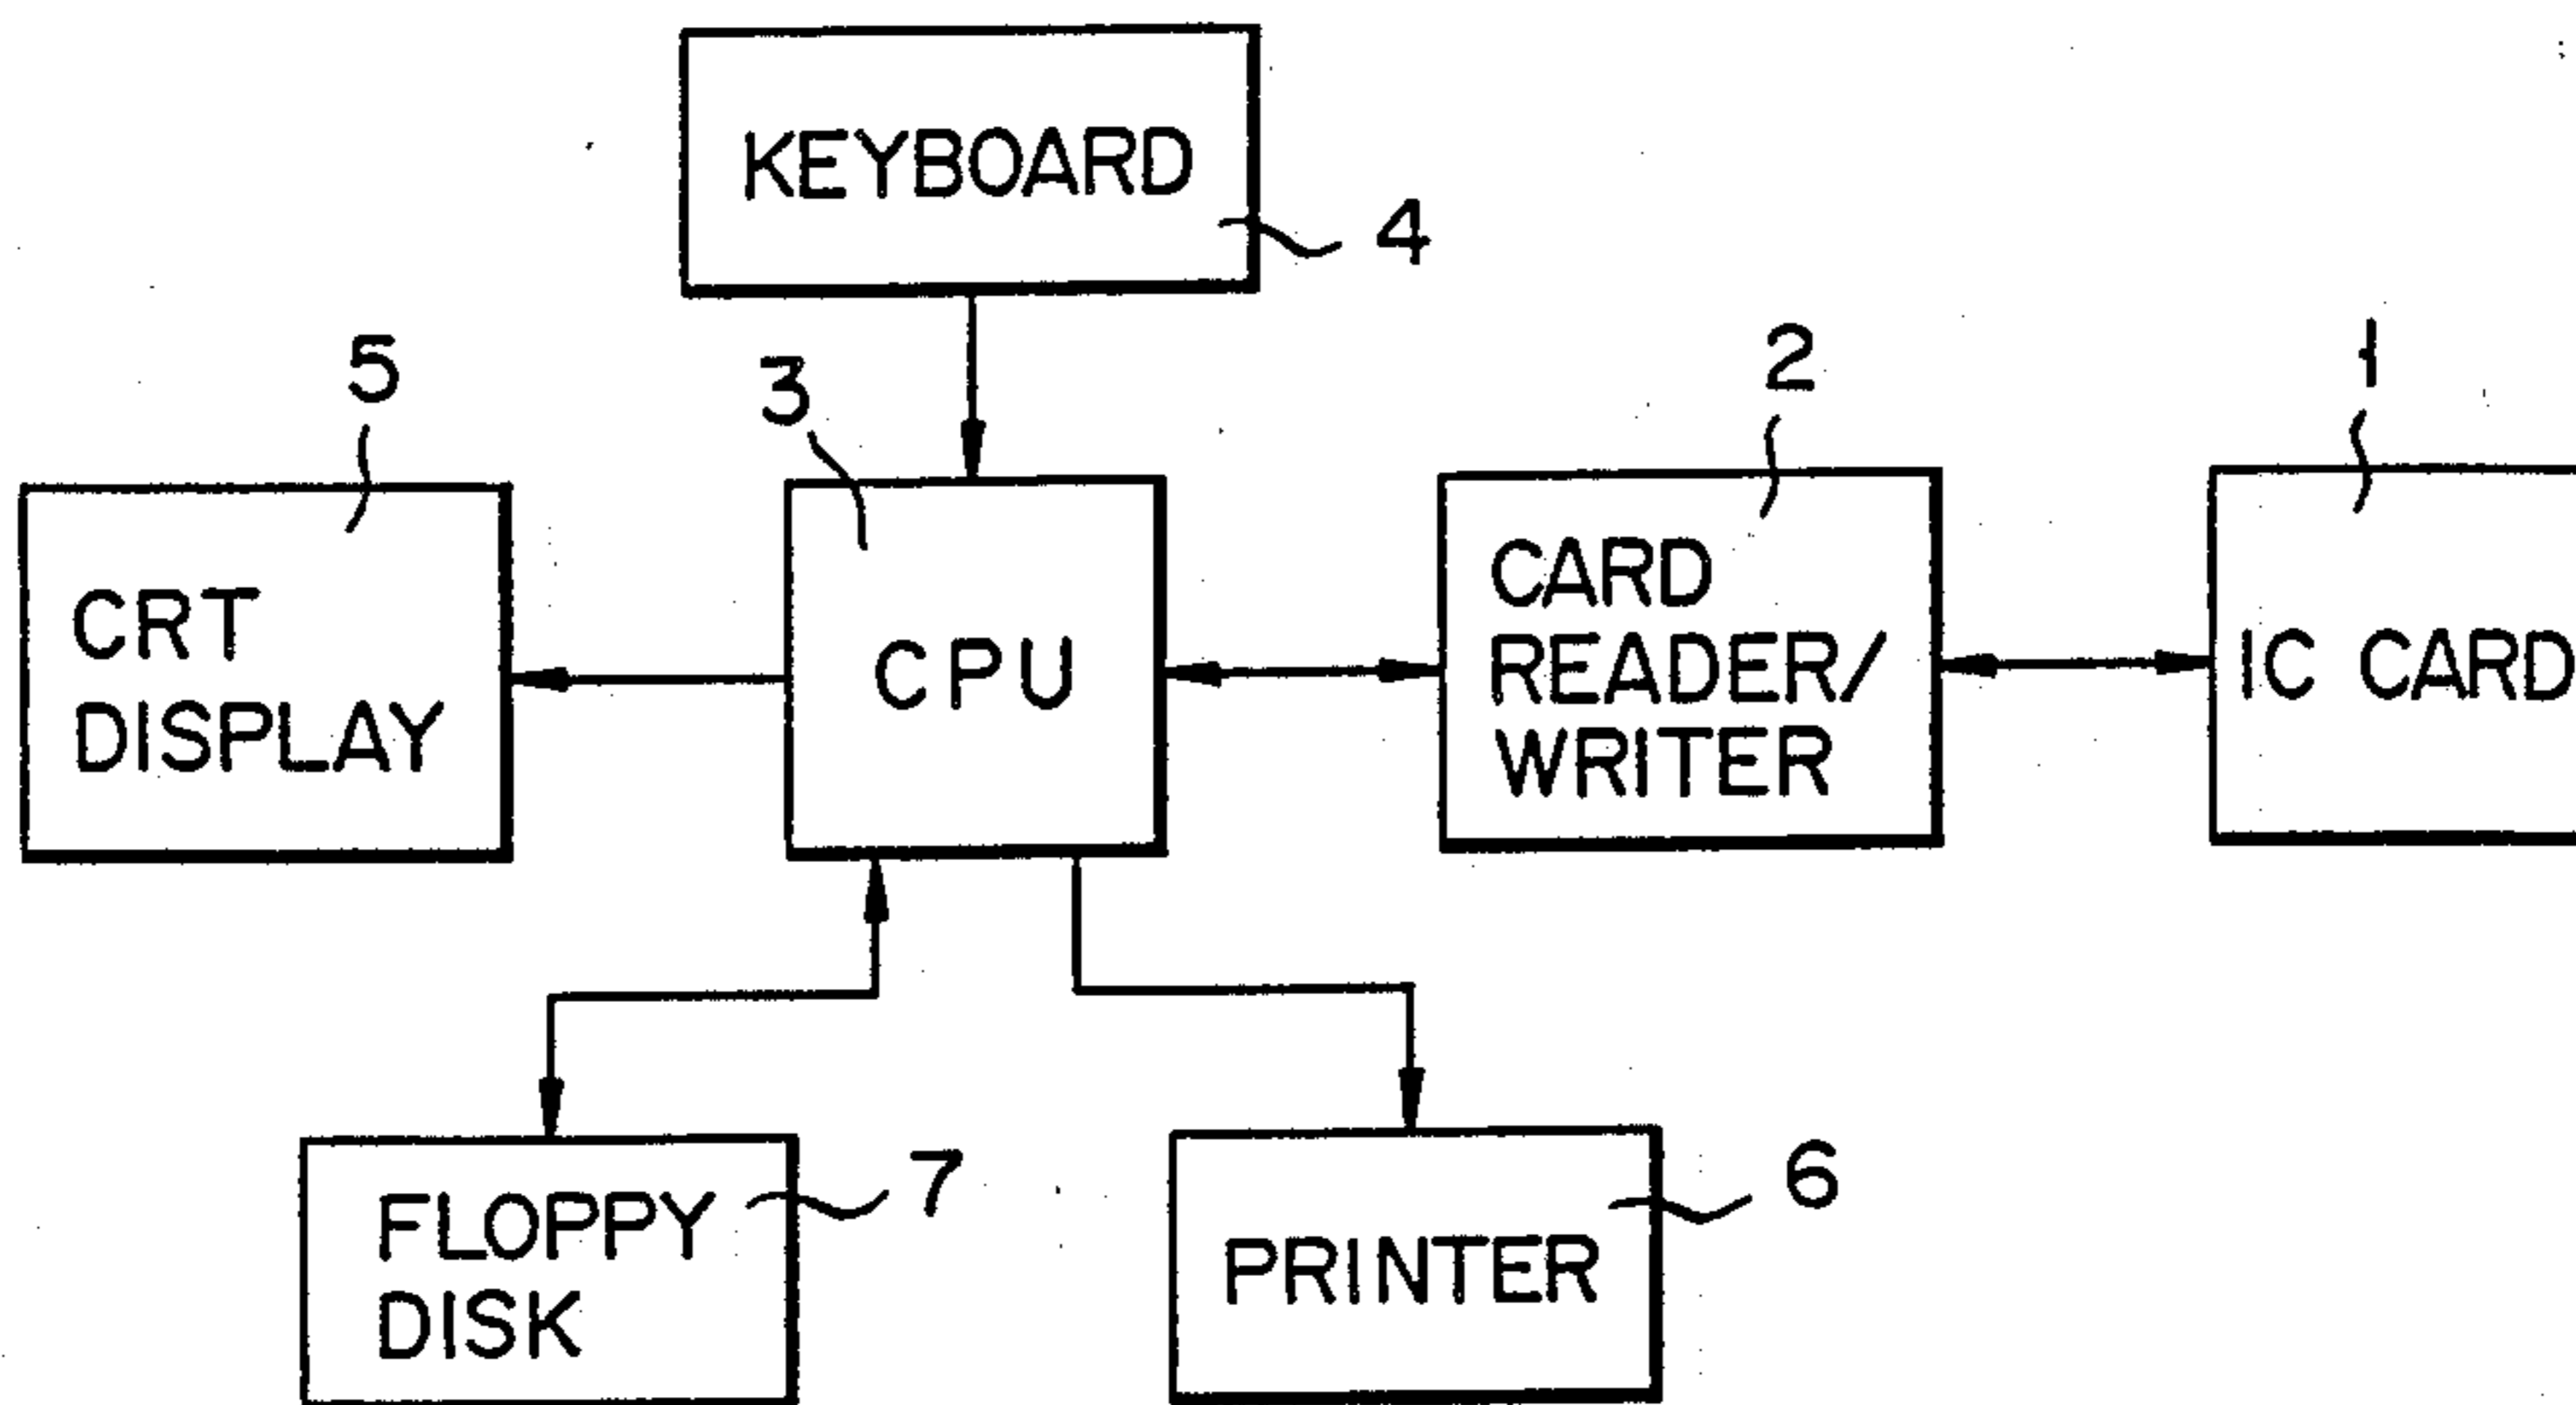 KEYBOARD
4
5
3
2
1
CRT
DISPLAY
CPU
CARD
READER/
WRITER
IC CARD
7
FLOPPY
DISK
6
PRINTER